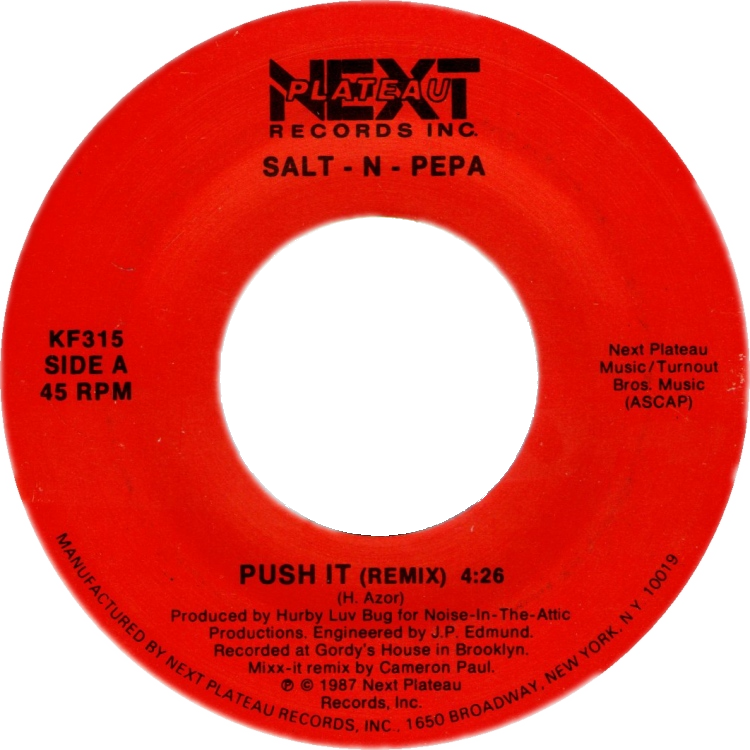 NEXT
PLATEAU
RECORDS INC.
SALT - N - PEPA
KF315
SIDE A
45 RPM
Next Plateau
Music/Turnout
Bros. Music
(ASCAP)
PUSH IT (REMIX) 4:26
(H. Azor)
Produced by Hurby Luv Bug for Noise-In-The-Attic
Productions. Engineered by J.P. Edmund.
Recorded at Gordy's House in Brooklyn.
Mixx-it remix by Cameron Paul.
℗ © 1987 Next Plateau
Records, Inc.
MANUFACTURED BY NEXT PLATEAU RECORDS, INC., 1650 BROADWAY, NEW YORK, N.Y. 10019